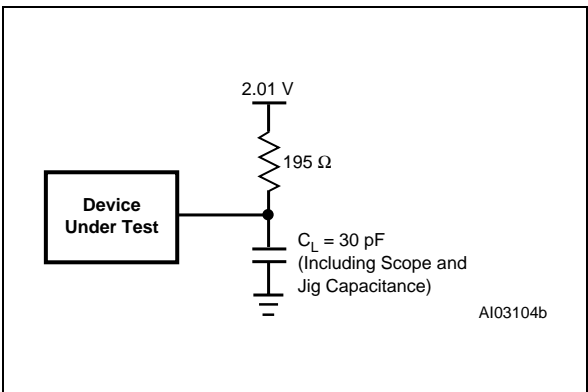 2.01 V
195 Ω
Device
Under Test
C_L = 30 pF
(Including Scope and
Jig Capacitance)
AI03104b